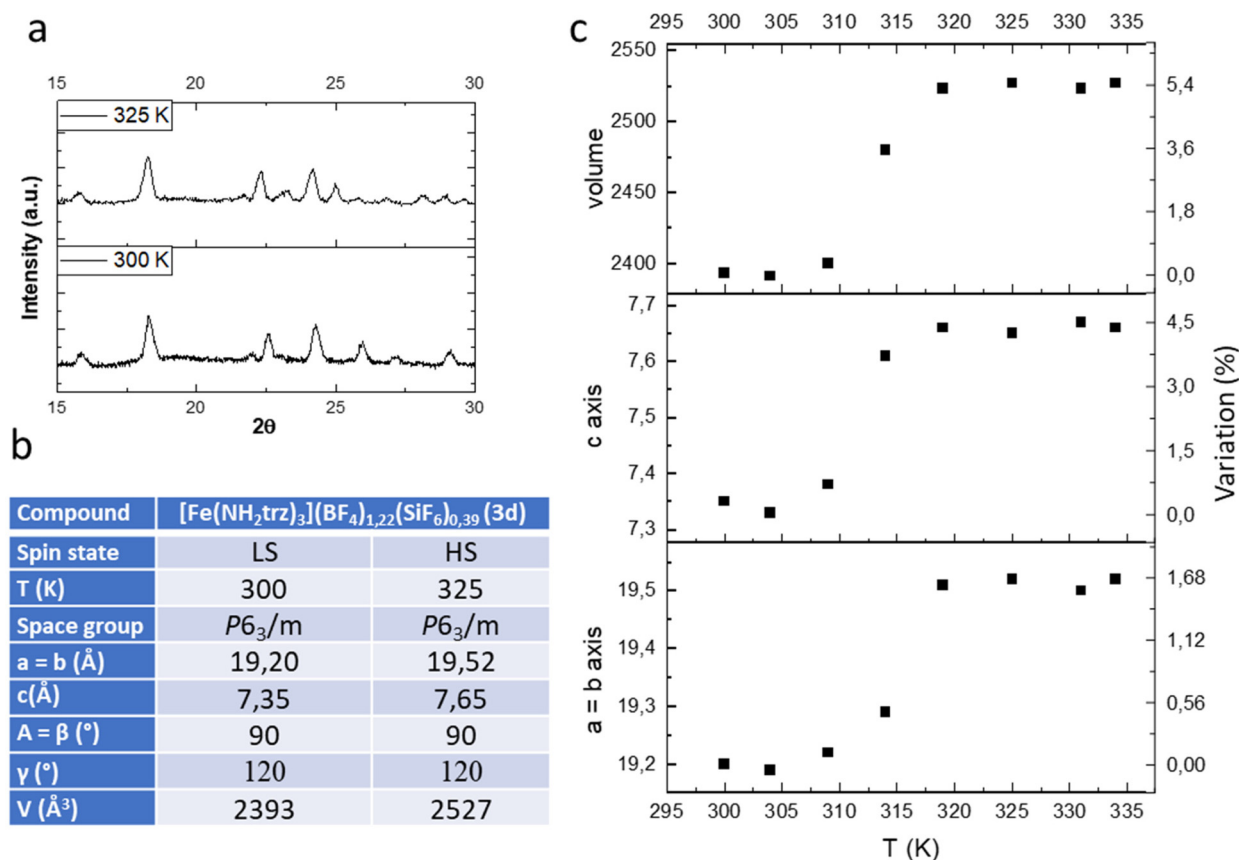 a
15 20 25 30
325 K
300 K
Intensity (a.u.)
15 20 25 30
2θ
b
Compound [Fe(NH₂trz)₃](BF₄)₁,₂₂(SiF₆)₀,₃₉ (3d)
Spin state LS HS
T (K) 300 325
Space group P6₃/m P6₃/m
a = b (Å) 19,20 19,52
c(Å) 7,35 7,65
A = β (°) 90 90
γ (°) 120 120
V (Å³) 2393 2527
c
295 300 305 310 315 320 325 330 335
2550
2500
2450
2400
volume
5,4
3,6
1,8
0,0
7,7
7,6
7,5
7,4
7,3
c axis
4,5
3,0
1,5
0,0
Variation (%)
19,5
19,4
19,3
19,2
a = b axis
1,68
1,12
0,56
0,00
295 300 305 310 315 320 325 330 335
T (K)